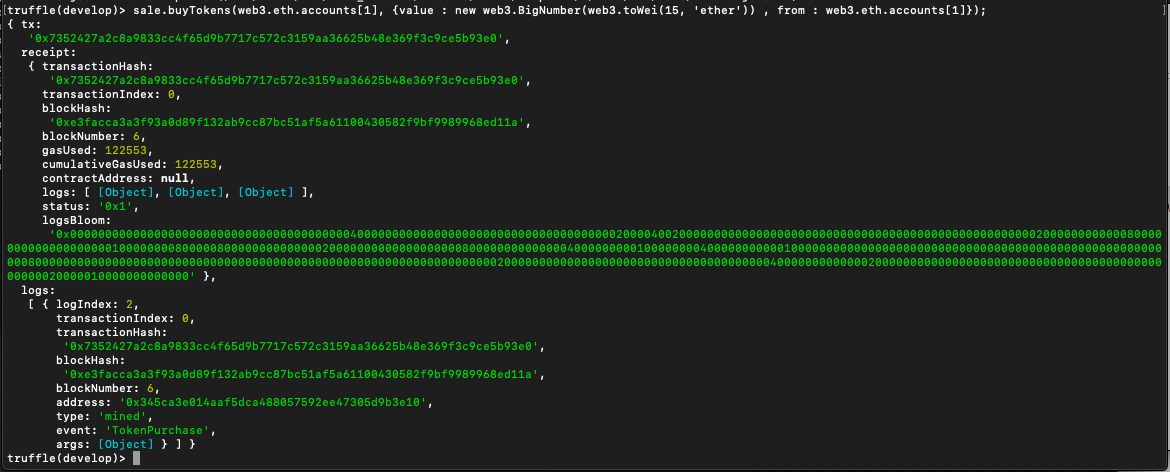 truffle(develop)> sale.buyTokens(web3.eth.accounts[1], {value : new web3.BigNumber(web3.toWei(15, 'ether')) , from : web3.eth.accounts[1]});
{ tx:
'0x7352427a2c8a9833cc4f65d9b7717c572c3159aa36625b48e369f3c9ce5b93e0',
receipt:
{ transactionHash:
'0x7352427a2c8a9833cc4f65d9b7717c572c3159aa36625b48e369f3c9ce5b93e0',
transactionIndex: 0,
blockHash:
'0xe3facca3a3f93a0d89f132ab9cc87bc51af5a61100430582f9bf9989968ed11a',
blockNumber: 6,
gasUsed: 122553,
cumulativeGasUsed: 122553,
contractAddress: null,
logs: [ [Object], [Object], [Object] ],
status: '0x1',
logsBloom:
},
logs:
[ { logIndex: 2,
transactionIndex: 0,
transactionHash:
'0x7352427a2c8a9833cc4f65d9b7717c572c3159aa36625b48e369f3c9ce5b93e0',
blockHash:
'0xe3facca3a3f93a0d89f132ab9cc87bc51af5a61100430582f9bf9989968ed11a',
blockNumber: 6,
address: '0x345ca3e014aaf5dca488057592ee47305d9b3e10',
type: 'mined',
event: 'TokenPurchase',
args: [Object] } ] }
truffle(develop)>